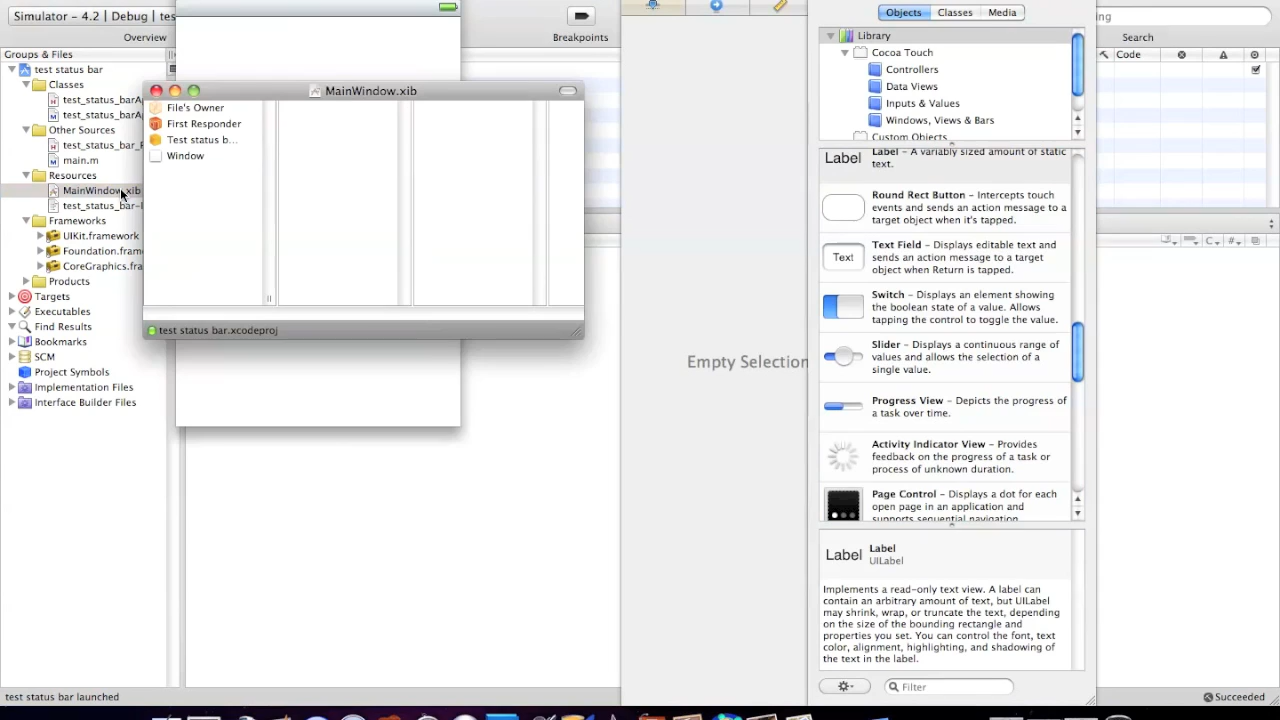 Simulator - 4.2 | Debug | tes
Overview
Breakpoints
ing
Search
Groups & Files
Code
test status bar
Classes
test_status_barA
test_status_barA
Other Sources
test_status_bar_P
main.m
Resources
MainWindow.xib
test_status_bar-I
Frameworks
UIKit.framework
Foundation.frame
CoreGraphics.fra
Products
Targets
Executables
Find Results
Bookmarks
SCM
Project Symbols
Implementation Files
Interface Builder Files
MainWindow.xib
File's Owner
First Responder
Test status b...
Window
test status bar.xcodeproj
Empty Selection
Objects
Classes
Media
Library
Cocoa Touch
Controllers
Data Views
Inputs & Values
Windows, Views & Bars
Custom Objects
Label
Label – A variably sized amount of static
text.
Round Rect Button – Intercepts touch
events and sends an action message to a
target object when it's tapped.
Text
Text Field – Displays editable text and
sends an action message to a target
object when Return is tapped.
Switch – Displays an element showing
the boolean state of a value. Allows
tapping the control to toggle the value.
Slider – Displays a continuous range of
values and allows the selection of a
single value.
Progress View – Depicts the progress of
a task over time.
Activity Indicator View – Provides
feedback on the progress of a task or
process of unknown duration.
Page Control – Displays a dot for each
open page in an application and
supports sequential navigation
Label
Label
UILabel
Implements a read-only text view. A label can
contain an arbitrary amount of text, but UILabel
may shrink, wrap, or truncate the text, depending
on the size of the bounding rectangle and
properties you set. You can control the font, text
color, alignment, highlighting, and shadowing of
the text in the label.
Filter
test status bar launched
Succeeded